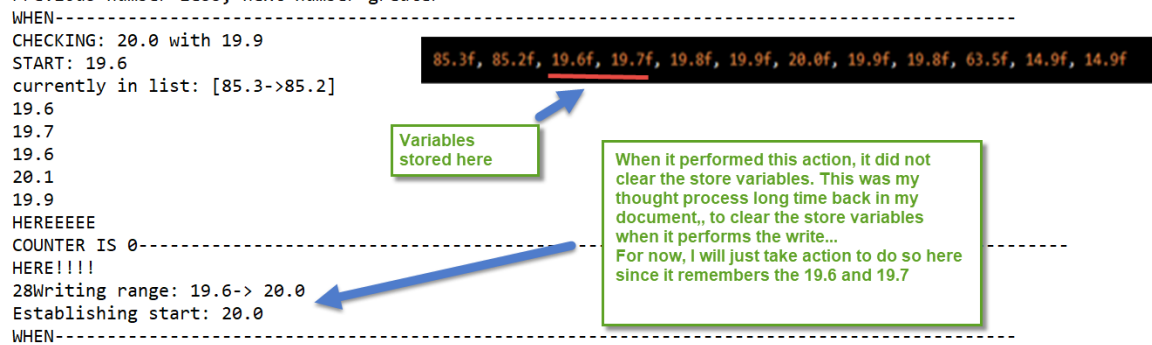 WHEN----------------------------------------------------------------------
CHECKING: 20.0 with 19.9
START: 19.6
85.3f, 85.2f, 19.6f, 19.7f, 19.8f, 19.9f, 20.0f, 19.9f, 19.8f, 63.5f, 14.9f, 14.9f
currently in list: [85.3->85.2]
19.6
19.7
19.6
20.1
19.9
Variables
stored here
When it performed this action, it did not
clear the store variables. This was my
thought process long time back in my
document,, to clear the store variables
when it performs the write...
For now, I will just take action to do so here
since it remembers the 19.6 and 19.7
HEREEEEE
COUNTER IS 0--------------------------------------------------------------------
HERE!!!!
28Writing range: 19.6-> 20.0
Establishing start: 20.0
WHEN----------------------------------------------------------------------